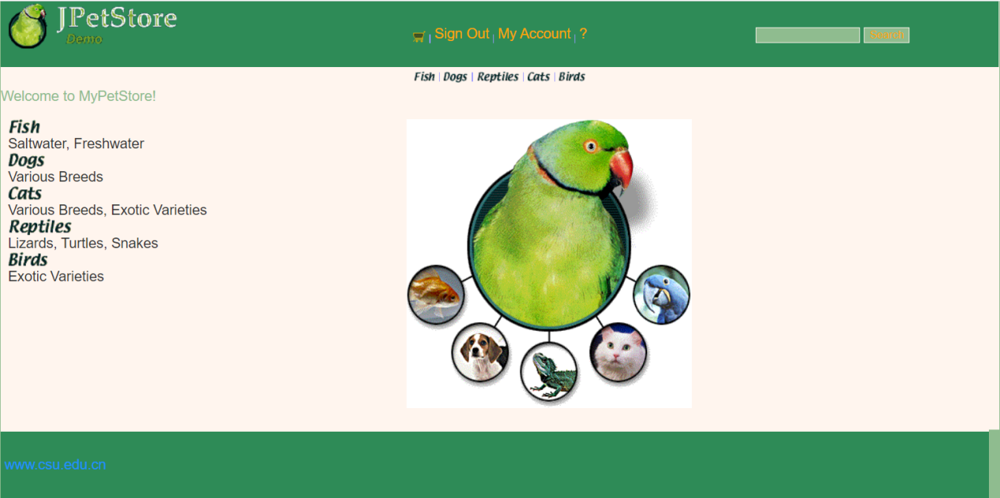 JPetStore
Demo
Sign Out | My Account | ?
Search
Fish | Dogs | Reptiles | Cats | Birds
Welcome to MyPetStore!
Fish
Saltwater, Freshwater
Dogs
Various Breeds
Cats
Various Breeds, Exotic Varieties
Reptiles
Lizards, Turtles, Snakes
Birds
Exotic Varieties
www.csu.edu.cn